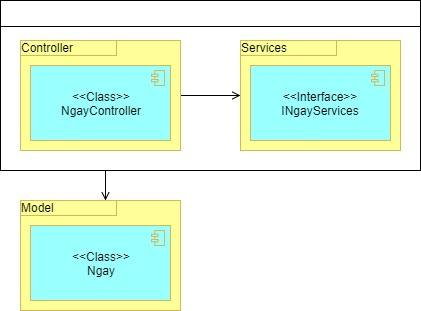 Controller
<<Class>>
NgayController
Services
<<Interface>>
INgayServices
Model
<<Class>>
Ngay